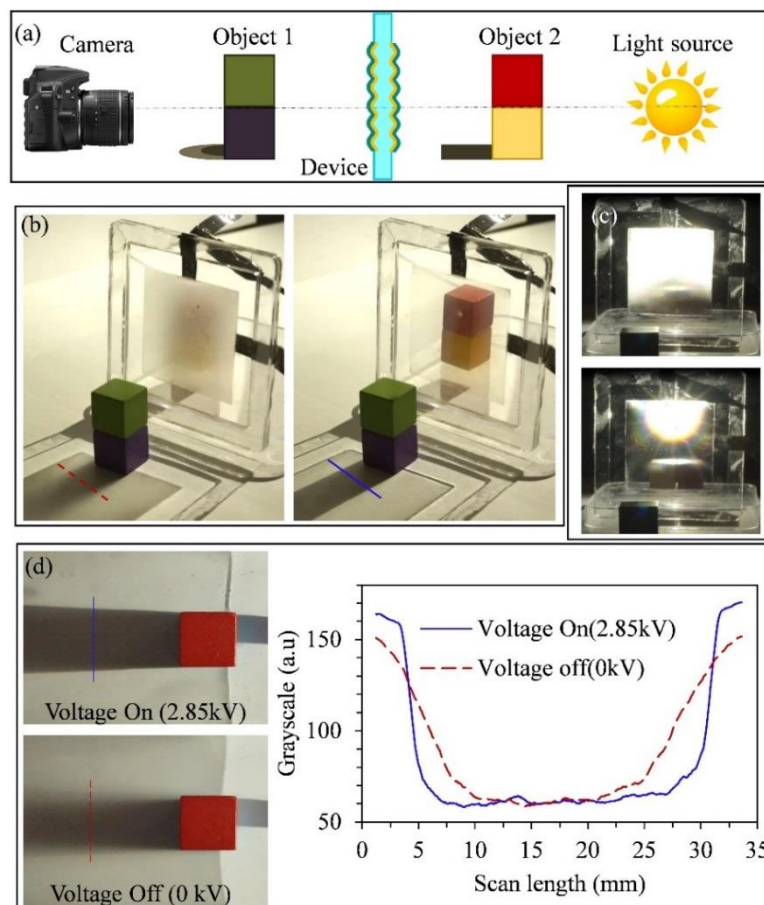 (a)
Camera
Object 1
Object 2
Light source
Device
(b)
(c)
(d)
Voltage On (2.85kV)
Voltage Off (0 kV)
Grayscale (a.u)
150
100
50
Voltage On(2.85kV)
Voltage off(0kV)
0 5 10 15 20 25 30 35
Scan length (mm)